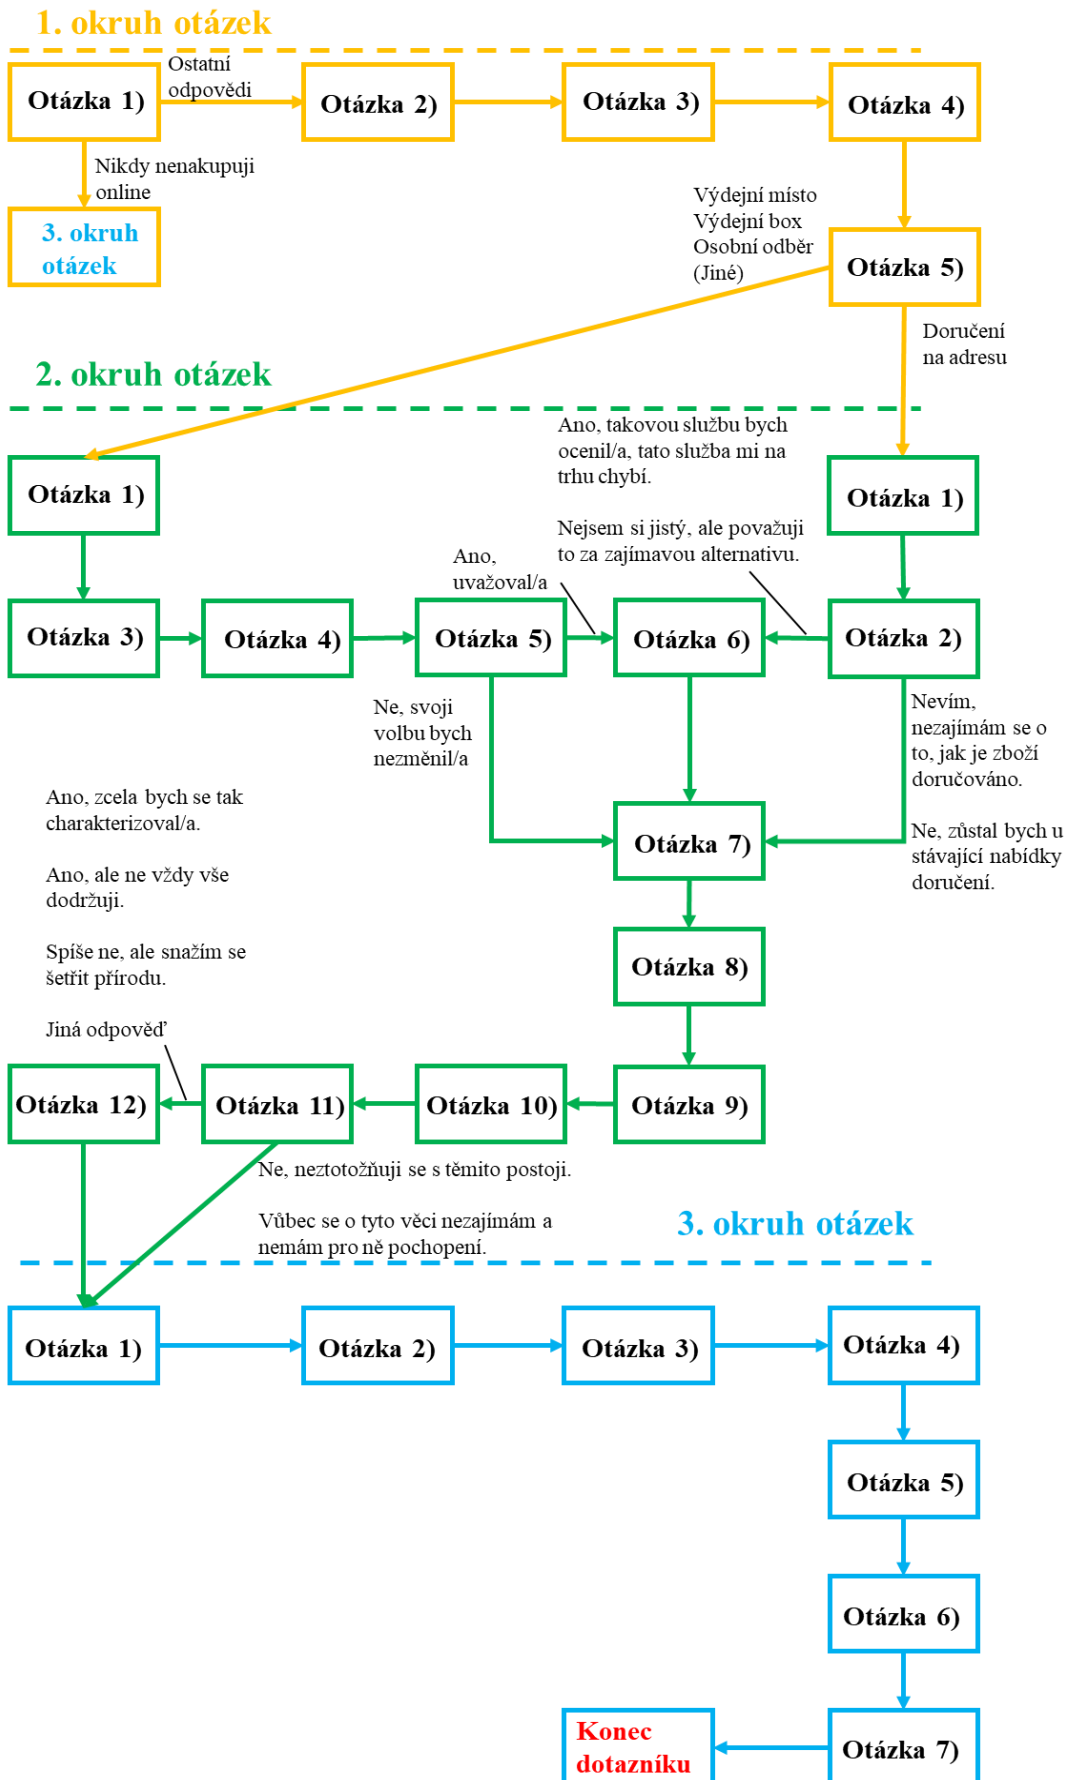 1. okruh otázek
Ostatní
odpovědi
Otázka 1)
Otázka 2)
Otázka 3)
Otázka 4)
Nikdy nenakupuji
online
3. okruh
otázek
Výdejní místo
Výdejní box
Osobní odběr
(Jiné)
Otázka 5)
Doručení
na adresu
2. okruh otázek
Ano, takovou službu bych
ocenil/a, tato služba mi na
trhu chybí.
Otázka 1)
Otázka 1)
Nejsem si jistý, ale považuji
to za zajímavou alternativu.
Ano,
uvažoval/a
Otázka 3)
Otázka 4)
Otázka 5)
Otázka 6)
Otázka 2)
Ne, svoji
volbu bych
nezměnil/a
Nevím,
nezajímám se o
to, jak je zboží
doručováno.
Ne, zůstal bych u
stávající nabídky
doručení.
Otázka 7)
Ano, zcela bych se tak
charakterizoval/a.
Ano, ale ne vždy vše
dodržuji.
Spíše ne, ale snažím se
šetřit přírodu.
Jiná odpověď
Otázka 8)
Otázka 12)
Otázka 11)
Otázka 10)
Otázka 9)
Ne, neztotožňuji se s těmito postoji.
Vůbec se o tyto věci nezajímám a
nemám pro ně pochopení.
3. okruh otázek
Otázka 1)
Otázka 2)
Otázka 3)
Otázka 4)
Otázka 5)
Otázka 6)
Otázka 7)
Konec
dotazníku